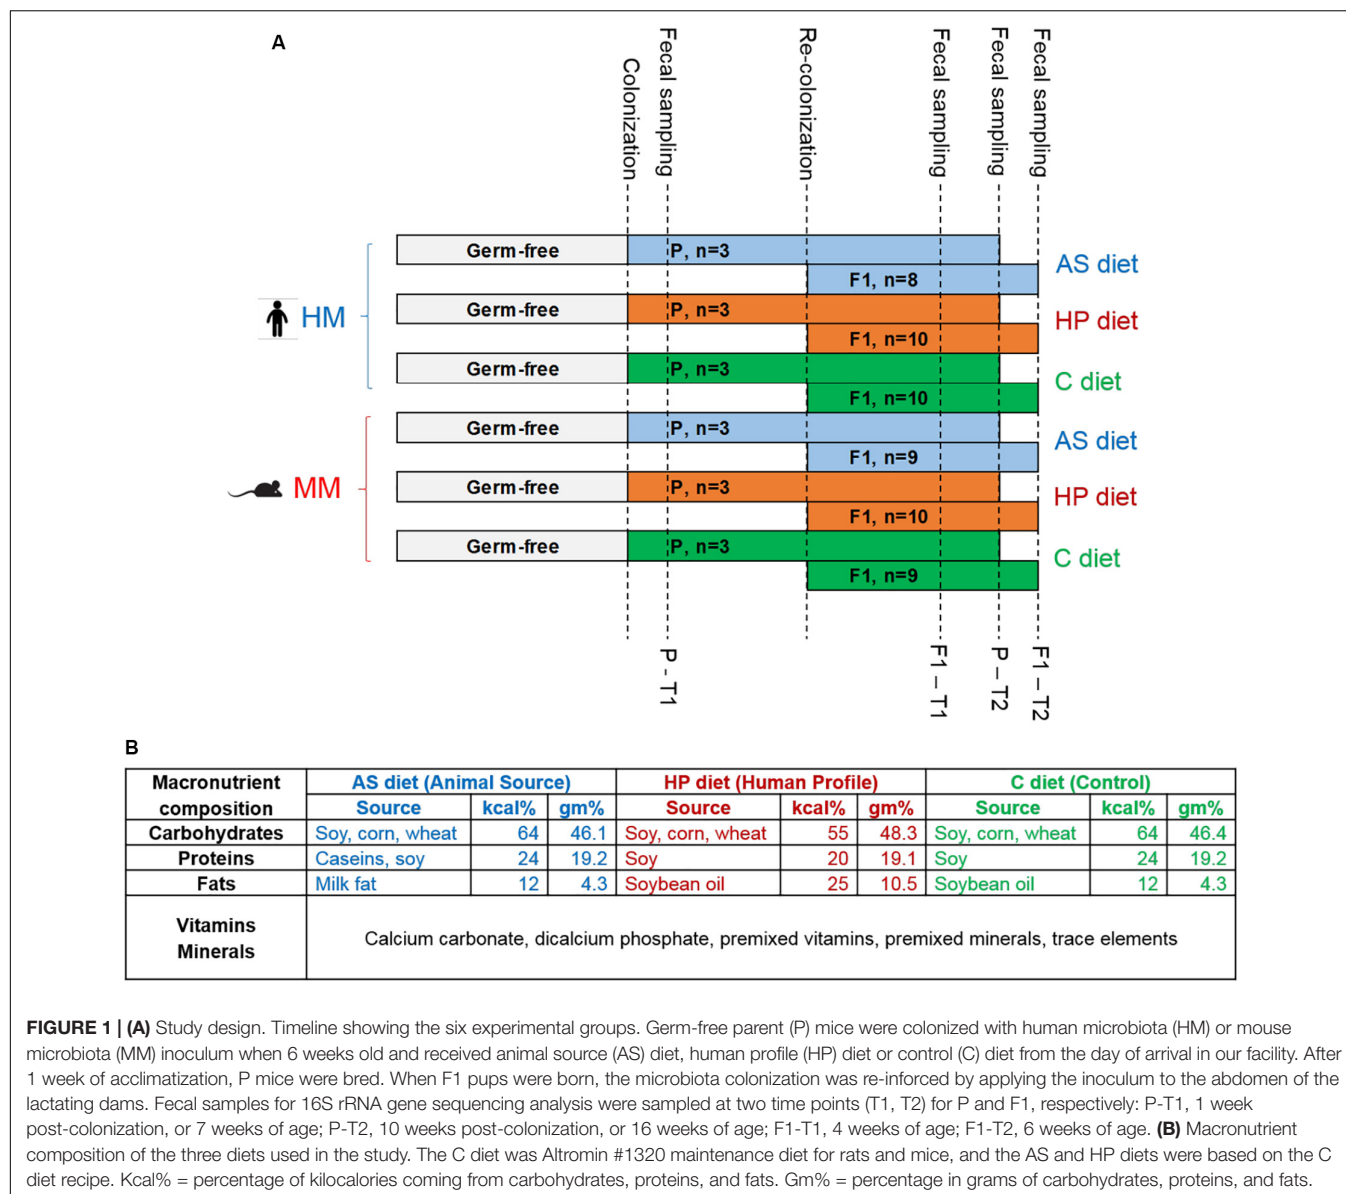 A
Colonization
Fecal sampling
Re-colonization
Fecal sampling
Fecal sampling
Fecal sampling
Germ-free
P, n=3
AS diet
F1, n=8
HM
Germ-free
P, n=3
HP diet
F1, n=10
Germ-free
P, n=3
C diet
F1, n=10
Germ-free
P, n=3
AS diet
F1, n=9
MM
Germ-free
P, n=3
HP diet
F1, n=10
Germ-free
P, n=3
C diet
F1, n=9
P - T1
F1 – T1
P – T2
F1 – T2
B
Macronutrient composition AS diet (Animal Source) HP diet (Human Profile) C diet (Control)
Source kcal% gm% Source kcal% gm% Source kcal% gm%
Carbohydrates Soy, corn, wheat 64 46.1 Soy, corn, wheat 55 48.3 Soy, corn, wheat 64 46.4
Proteins Caseins, soy 24 19.2 Soy 20 19.1 Soy 24 19.2
Fats Milk fat 12 4.3 Soybean oil 25 10.5 Soybean oil 12 4.3
Vitamins
Minerals
Calcium carbonate, dicalcium phosphate, premixed vitamins, premixed minerals, trace elements
FIGURE 1 | (A) Study design. Timeline showing the six experimental groups. Germ-free parent (P) mice were colonized with human microbiota (HM) or mouse
microbiota (MM) inoculum when 6 weeks old and received animal source (AS) diet, human profile (HP) diet or control (C) diet from the day of arrival in our facility. After
1 week of acclimatization, P mice were bred. When F1 pups were born, the microbiota colonization was re-inforced by applying the inoculum to the abdomen of the
lactating dams. Fecal samples for 16S rRNA gene sequencing analysis were sampled at two time points (T1, T2) for P and F1, respectively: P-T1, 1 week
post-colonization, or 7 weeks of age; P-T2, 10 weeks post-colonization, or 16 weeks of age; F1-T1, 4 weeks of age; F1-T2, 6 weeks of age. (B) Macronutrient
composition of the three diets used in the study. The C diet was Altromin #1320 maintenance diet for rats and mice, and the AS and HP diets were based on the C
diet recipe. Kcal% = percentage of kilocalories coming from carbohydrates, proteins, and fats. Gm% = percentage in grams of carbohydrates, proteins, and fats.